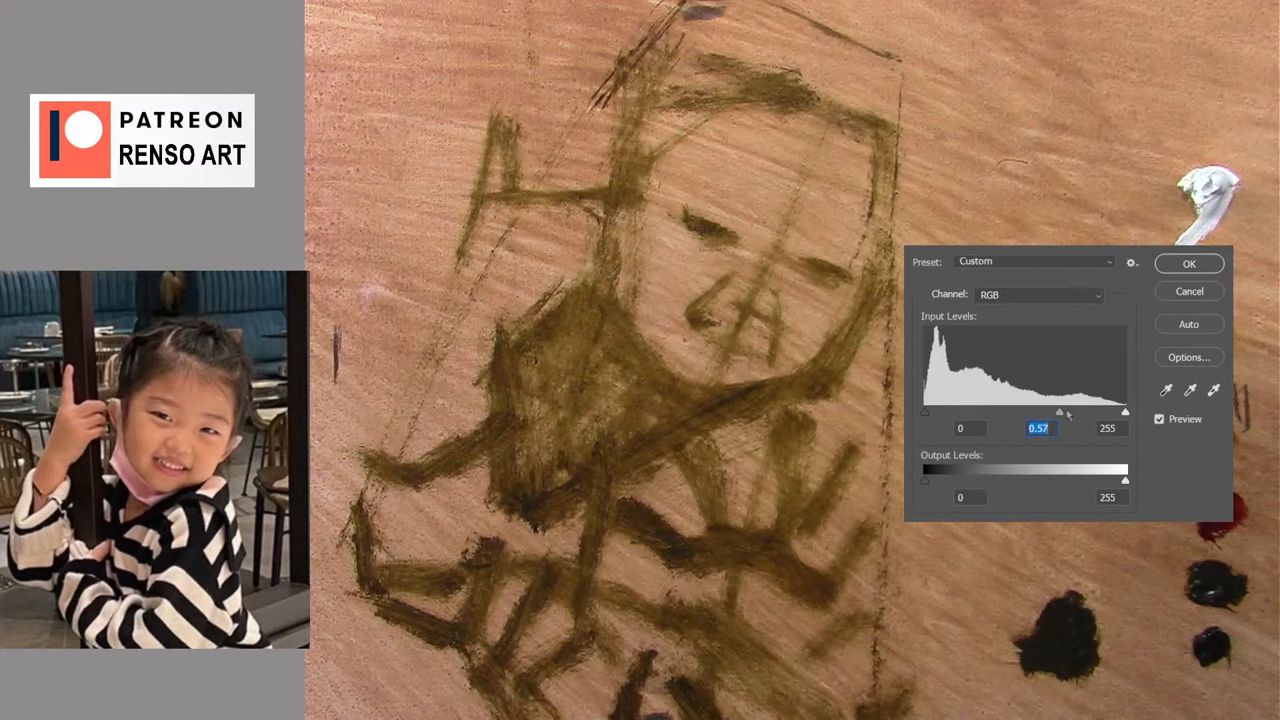 PATREON
RENSO ART
Preset: Custom
OK
Channel: RGB
Cancel
Input Levels:
Auto
Options...
0 0.57 255
Preview
Output Levels:
0 255